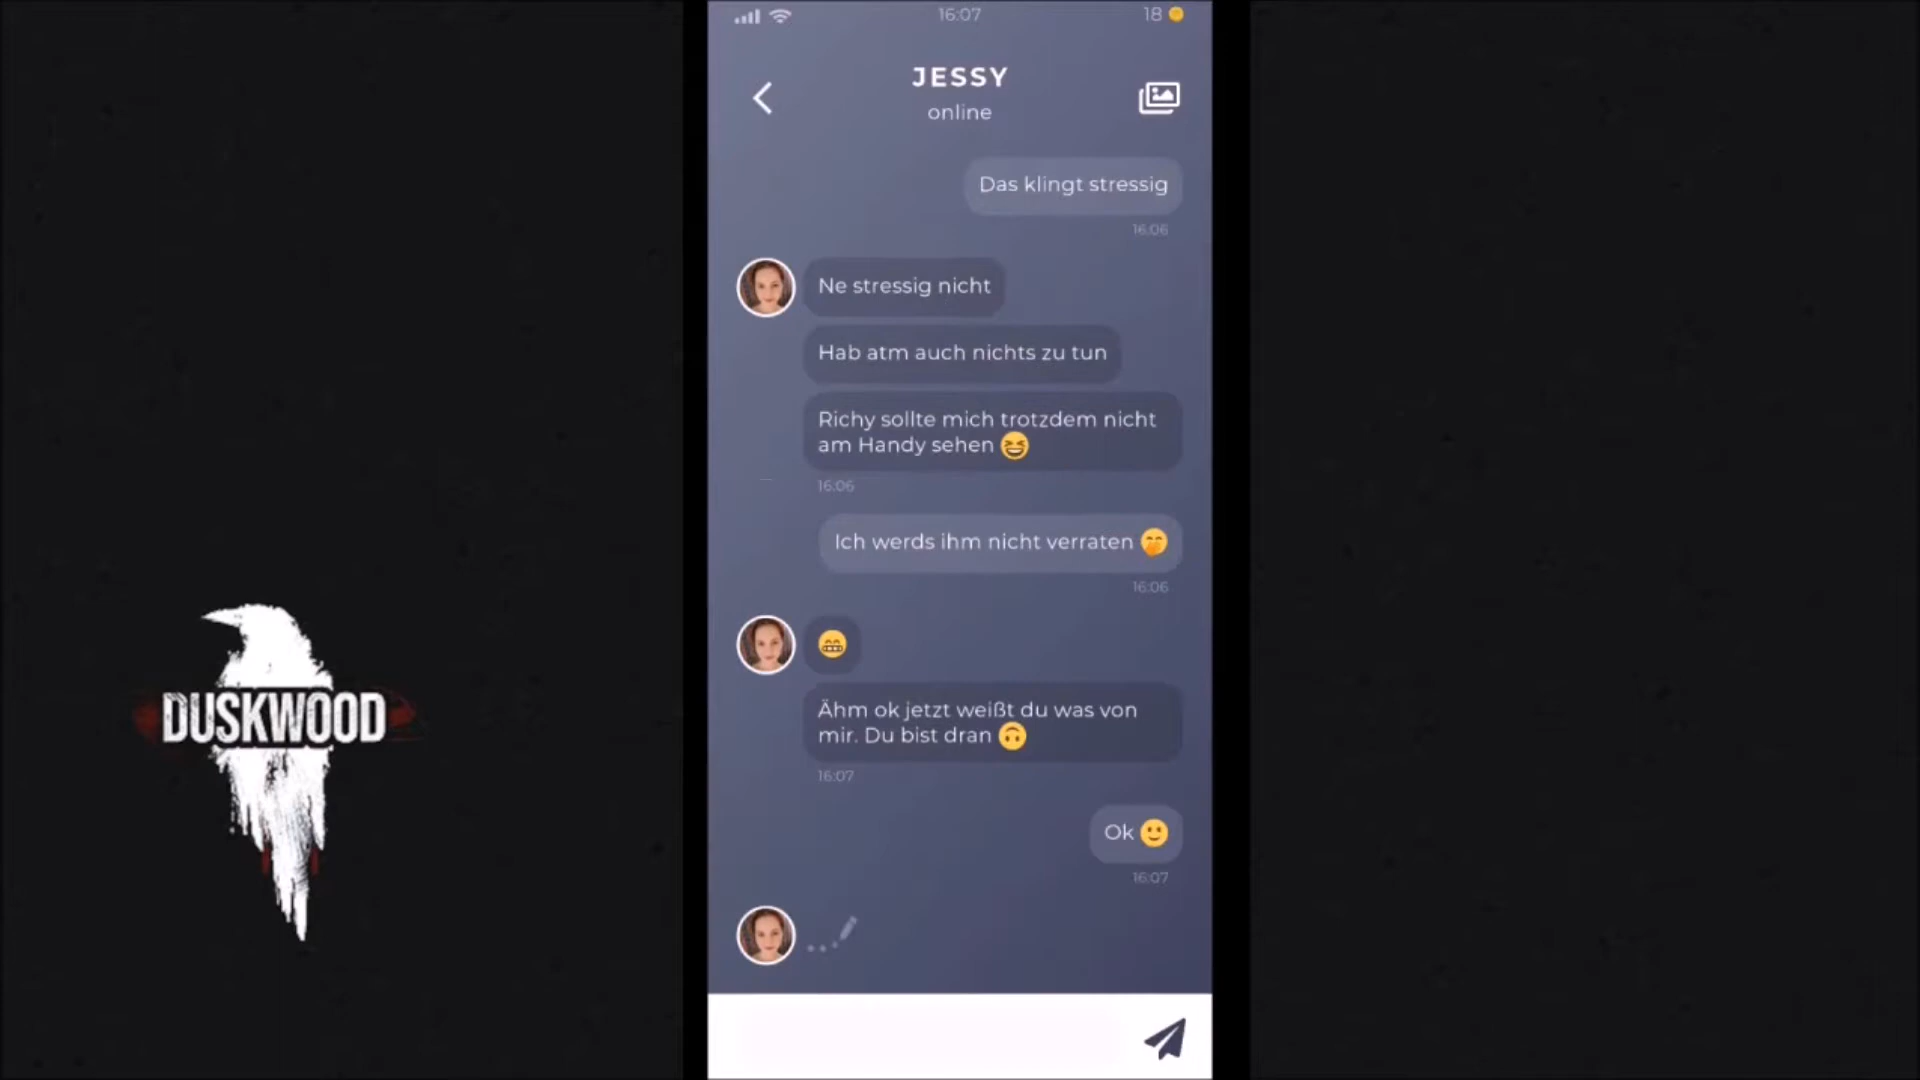 16:07
18
JESSY
online
Das klingt stressig
16:06
Ne stressig nicht
Hab atm auch nichts zu tun
Richy sollte mich trotzdem nicht
am Handy sehen 😆
16:06
Ich werds ihm nicht verraten 🤭
16:06
😁
Ähm ok jetzt weißt du was von
mir. Du bist dran 🙃
16:07
Ok 🙂
16:07
DUSKWOOD